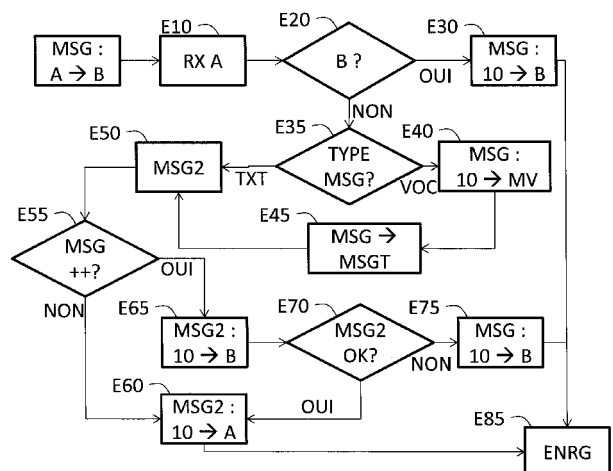 MSG :
A → B
E10
RX A
E20
B ?
OUI
E30
MSG :
10 → B
NON
E35
TYPE
MSG?
TXT
VOC
E40
MSG :
10 → MV
E50
MSG2
E45
MSG →
MSGT
E55
MSG
++?
OUI
NON
E65
MSG2 :
10 → B
E70
MSG2
OK?
NON
OUI
E75
MSG :
10 → B
E60
MSG2 :
10 → A
E85
ENRG